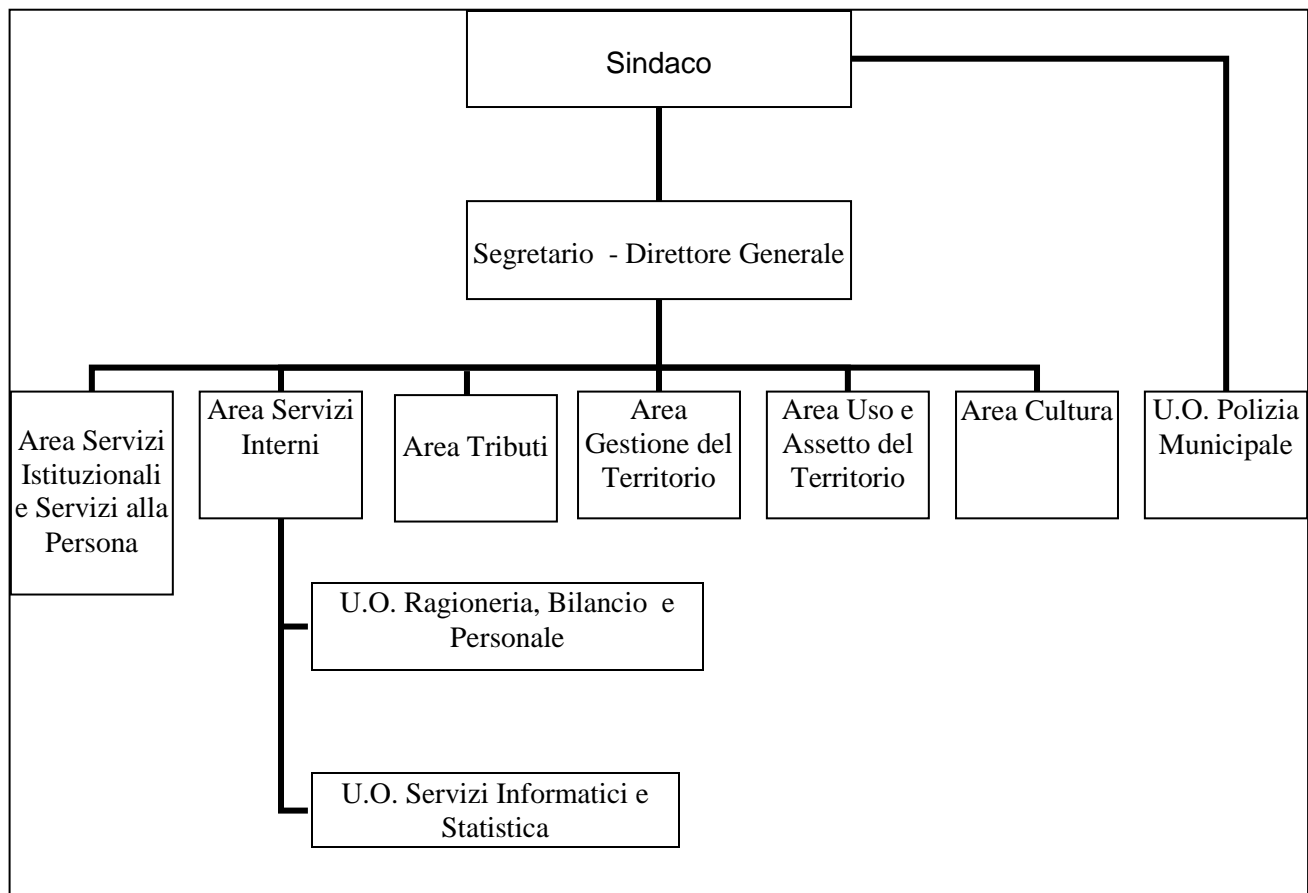 Sindaco
Segretario - Direttore Generale
Area Servizi
Istituzionali
e Servizi alla
Persona
Area Servizi
Interni
Area Tributi
Area
Gestione del
Territorio
Area Uso e
Assetto del
Territorio
Area Cultura
U.O. Polizia
Municipale
U.O. Ragioneria, Bilancio e
Personale
U.O. Servizi Informatici e
Statistica